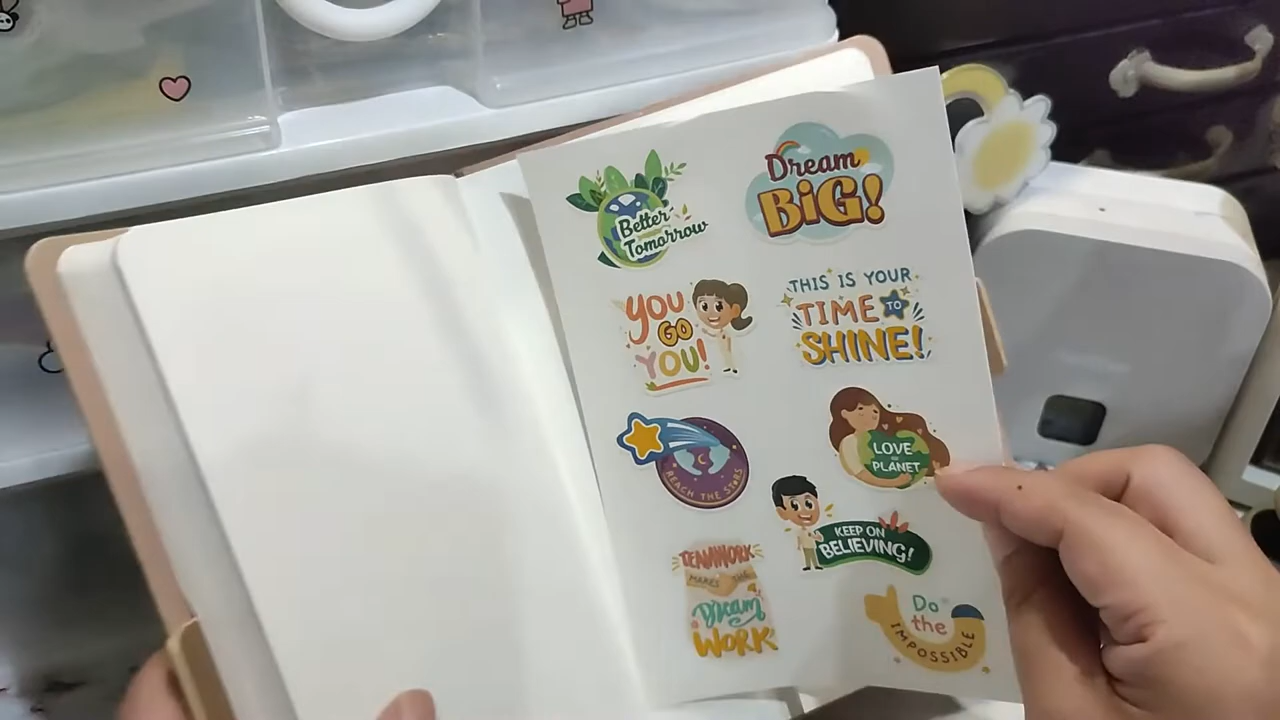 Better
Tomorrow
Dream
BiG!
YOU
GO
YOU!
THIS IS YOUR
TIME TO
SHINE!
REACH THE STARS
LOVE
PLANET
KEEP ON
BELIEVING!
TEAMWORK
MAKES THE
Dream
WORK
Do
the
IMPOSSIBLE